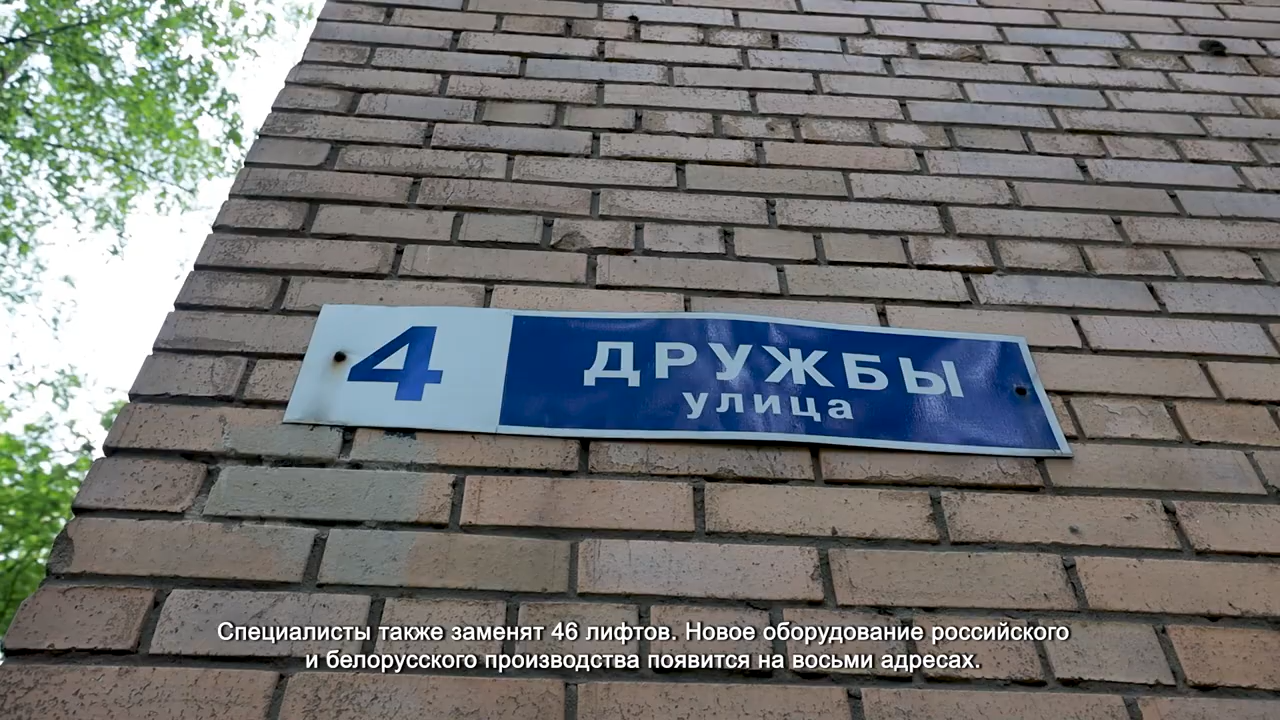 4
ДРУЖБЫ
улица
Специалисты также заменят 46 лифтов. Новое оборудование российского
и белорусского производства появится на восьми адресах.